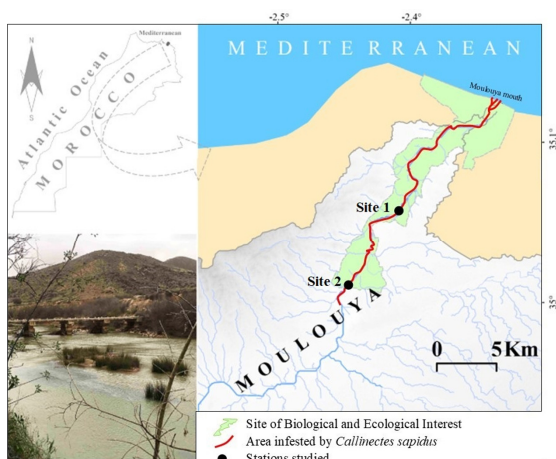 -2,5°
-2,4°
N
S
Mediterranean
Atlantic Ocean
MOROCCO
MEDITERRANEAN
Moulouya mouth
35,1°
Site 1
Site 2
35°
MOULOUYA
0 5Km
Site of Biological and Ecological Interest
Area infested by Callinectes sapidus
Stations studied